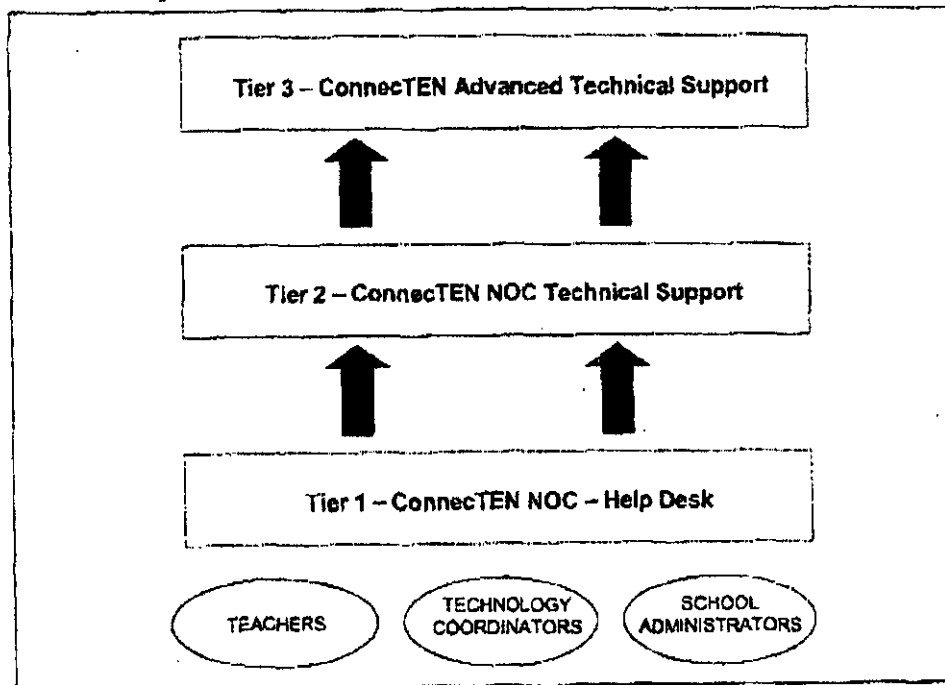 Tier 3 – ConnecTEN Advanced Technical Support
Tier 2 – ConnecTEN NOC Technical Support
Tier 1 – ConnecTEN NOC – Help Desk
TEACHERS
TECHNOLOGY
COORDINATORS
SCHOOL
ADMINISTRATORS